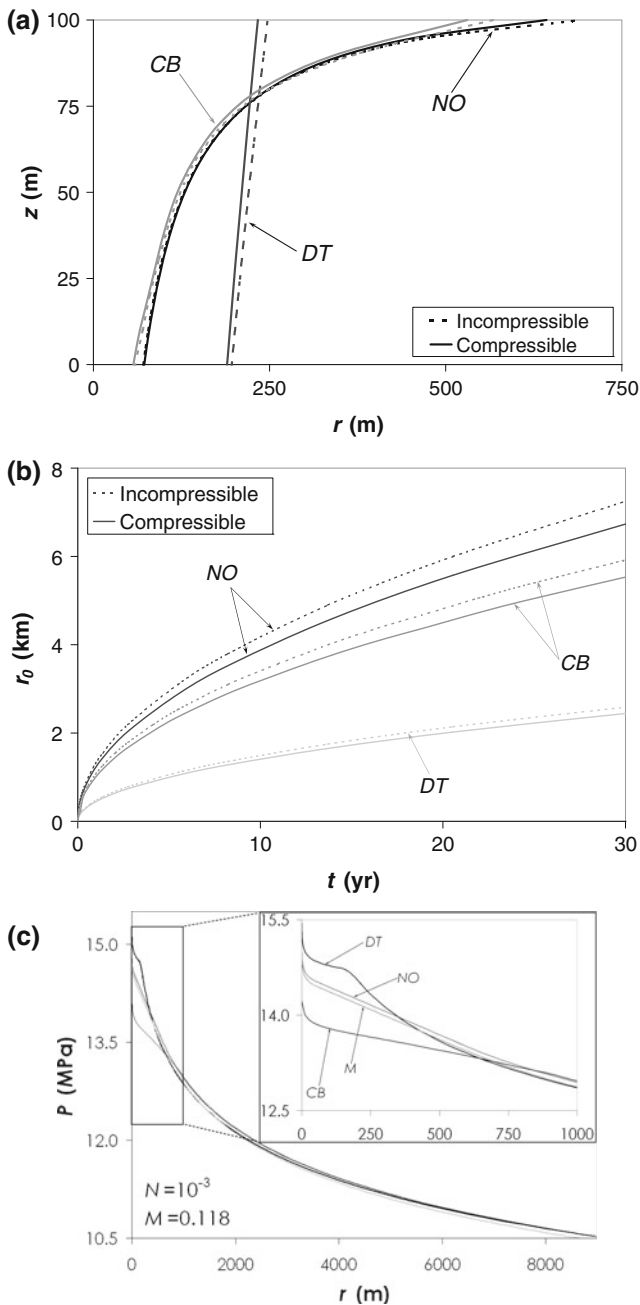 (a)
100
75
50
25
0
z (m)
CB
NO
DT
Incompressible
Compressible
0 250 500 750
r (m)
(b)
8
6
4
2
0
r0 (km)
Incompressible
Compressible
NO
CB
DT
0 10 20 30
t (yr)
(c)
15.0
13.5
12.0
10.5
P (MPa)
15.5
14.0
12.5
DT
NO
M
CB
0 250 500 750 1000
N=10-3
M=0.118
0 2000 4000 6000 8000
r (m)